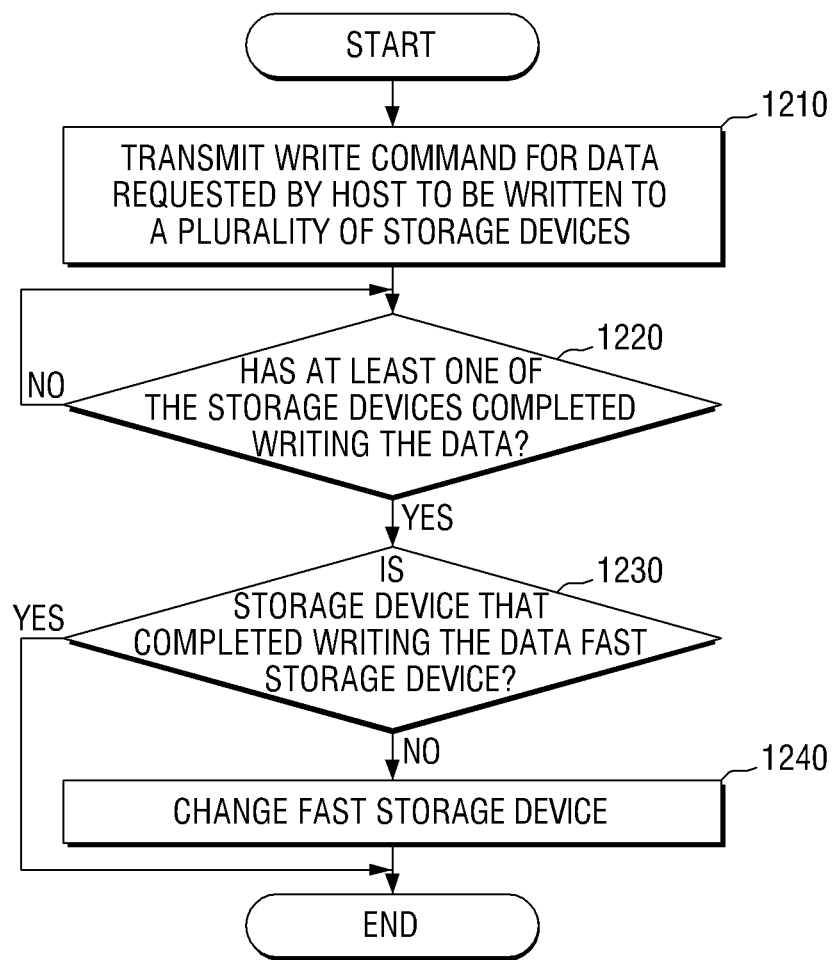 START
1210
TRANSMIT WRITE COMMAND FOR DATA
REQUESTED BY HOST TO BE WRITTEN TO
A PLURALITY OF STORAGE DEVICES
1220
HAS AT LEAST ONE OF
THE STORAGE DEVICES COMPLETED
WRITING THE DATA?
NO
YES
1230
IS
STORAGE DEVICE THAT
COMPLETED WRITING THE DATA FAST
STORAGE DEVICE?
YES
NO
1240
CHANGE FAST STORAGE DEVICE
END